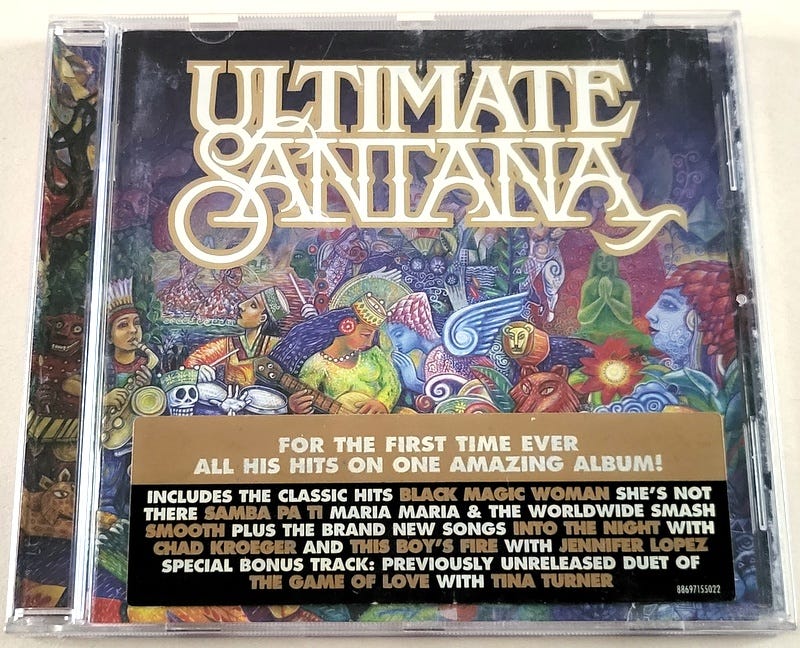 ULTIMATE
SANTANA
FOR THE FIRST TIME EVER
ALL HIS HITS ON ONE AMAZING ALBUM!
INCLUDES THE CLASSIC HITS BLACK MAGIC WOMAN SHE'S NOT
THERE SAMBA PA TI MARIA MARIA & THE WORLDWIDE SMASH
SMOOTH PLUS THE BRAND NEW SONGS INTO THE NIGHT WITH
CHAD KROEGER AND THIS BOY'S FIRE WITH JENNIFER LOPEZ
SPECIAL BONUS TRACK: PREVIOUSLY UNRELEASED DUET OF
THE GAME OF LOVE WITH TINA TURNER
88697155022